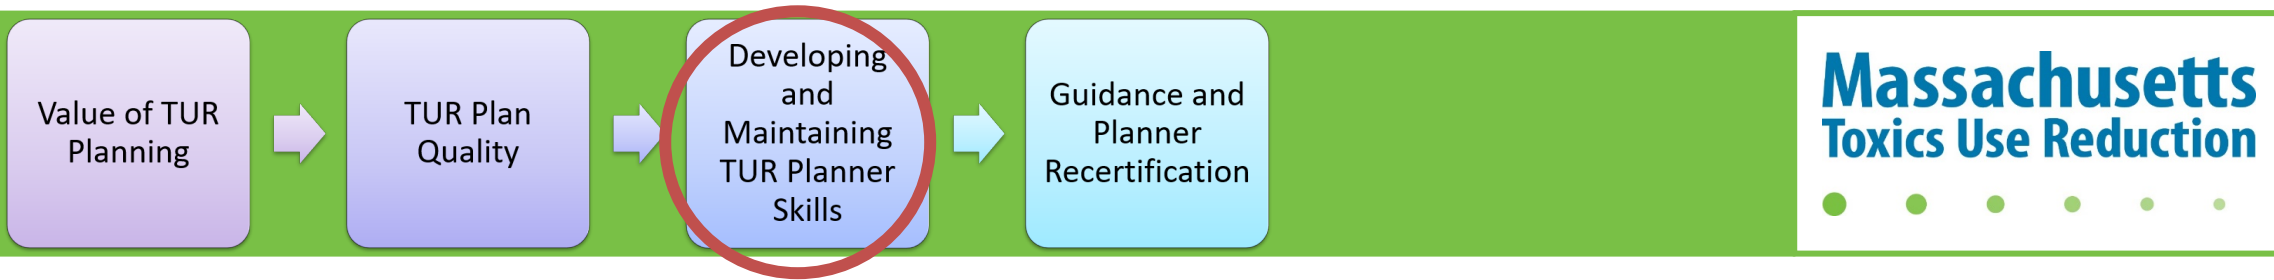 Value of TUR
Planning
TUR Plan
Quality
Developing
and
Maintaining
TUR Planner
Skills
Guidance and
Planner
Recertification
Massachusetts
Toxics Use Reduction